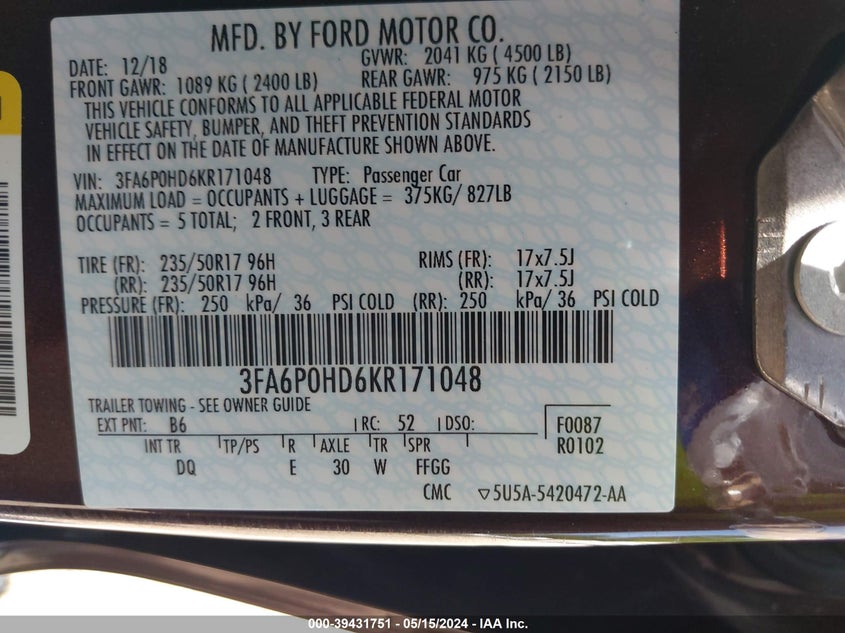 MFD. BY FORD MOTOR CO.
DATE: 12/18 GVWR: 2041 KG ( 4500 LB)
FRONT GAWR: 1089 KG ( 2400 LB) REAR GAWR: 975 KG ( 2150 LB)
THIS VEHICLE CONFORMS TO ALL APPLICABLE FEDERAL MOTOR
VEHICLE SAFETY, BUMPER, AND THEFT PREVENTION STANDARDS
IN EFFECT ON THE DATE OF MANUFACTURE SHOWN ABOVE.
VIN: 3FA6P0HD6KR171048 TYPE: Passenger Car
MAXIMUM LOAD = OCCUPANTS + LUGGAGE = 375KG/ 827LB
OCCUPANTS = 5 TOTAL; 2 FRONT, 3 REAR
TIRE (FR): 235/50R17 96H RIMS (FR): 17x7.5J
(RR): 235/50R17 96H (RR): 17x7.5J
PRESSURE (FR): 250 kPa/ 36 PSI COLD (RR): 250 kPa/ 36 PSI COLD
3FA6P0HD6KR171048
TRAILER TOWING - SEE OWNER GUIDE
EXT PNT: B6 RC: 52 DSO: F0087
R0102
INT TR TP/PS R AXLE TR SPR
DQ E 30 W FFGG
CMC ▽5U5A-5420472-AA
000-39431751 - 05/15/2024 - IAA Inc.